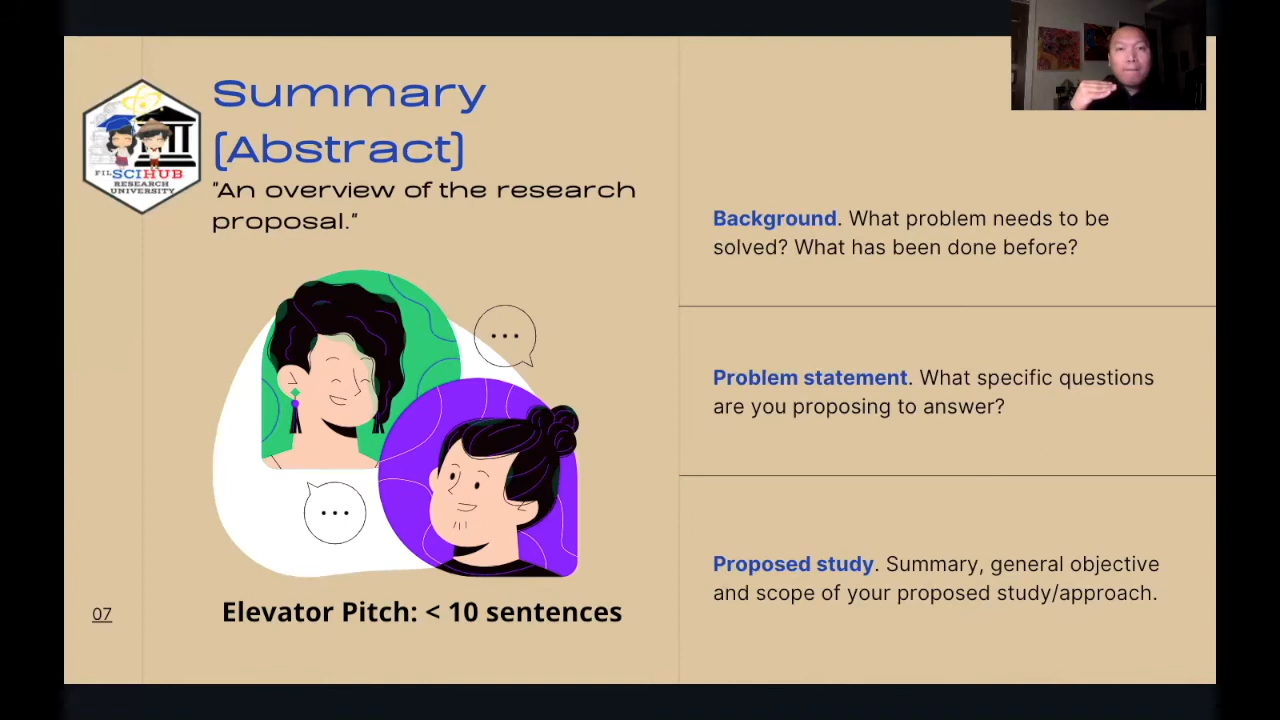 Summary
(Abstract)
"An overview of the research
proposal."
FIL SCIHUB
RESEARCH
UNIVERSITY
Background. What problem needs to be
solved? What has been done before?
Problem statement. What specific questions
are you proposing to answer?
Proposed study. Summary, general objective
and scope of your proposed study/approach.
Elevator Pitch: < 10 sentences
07